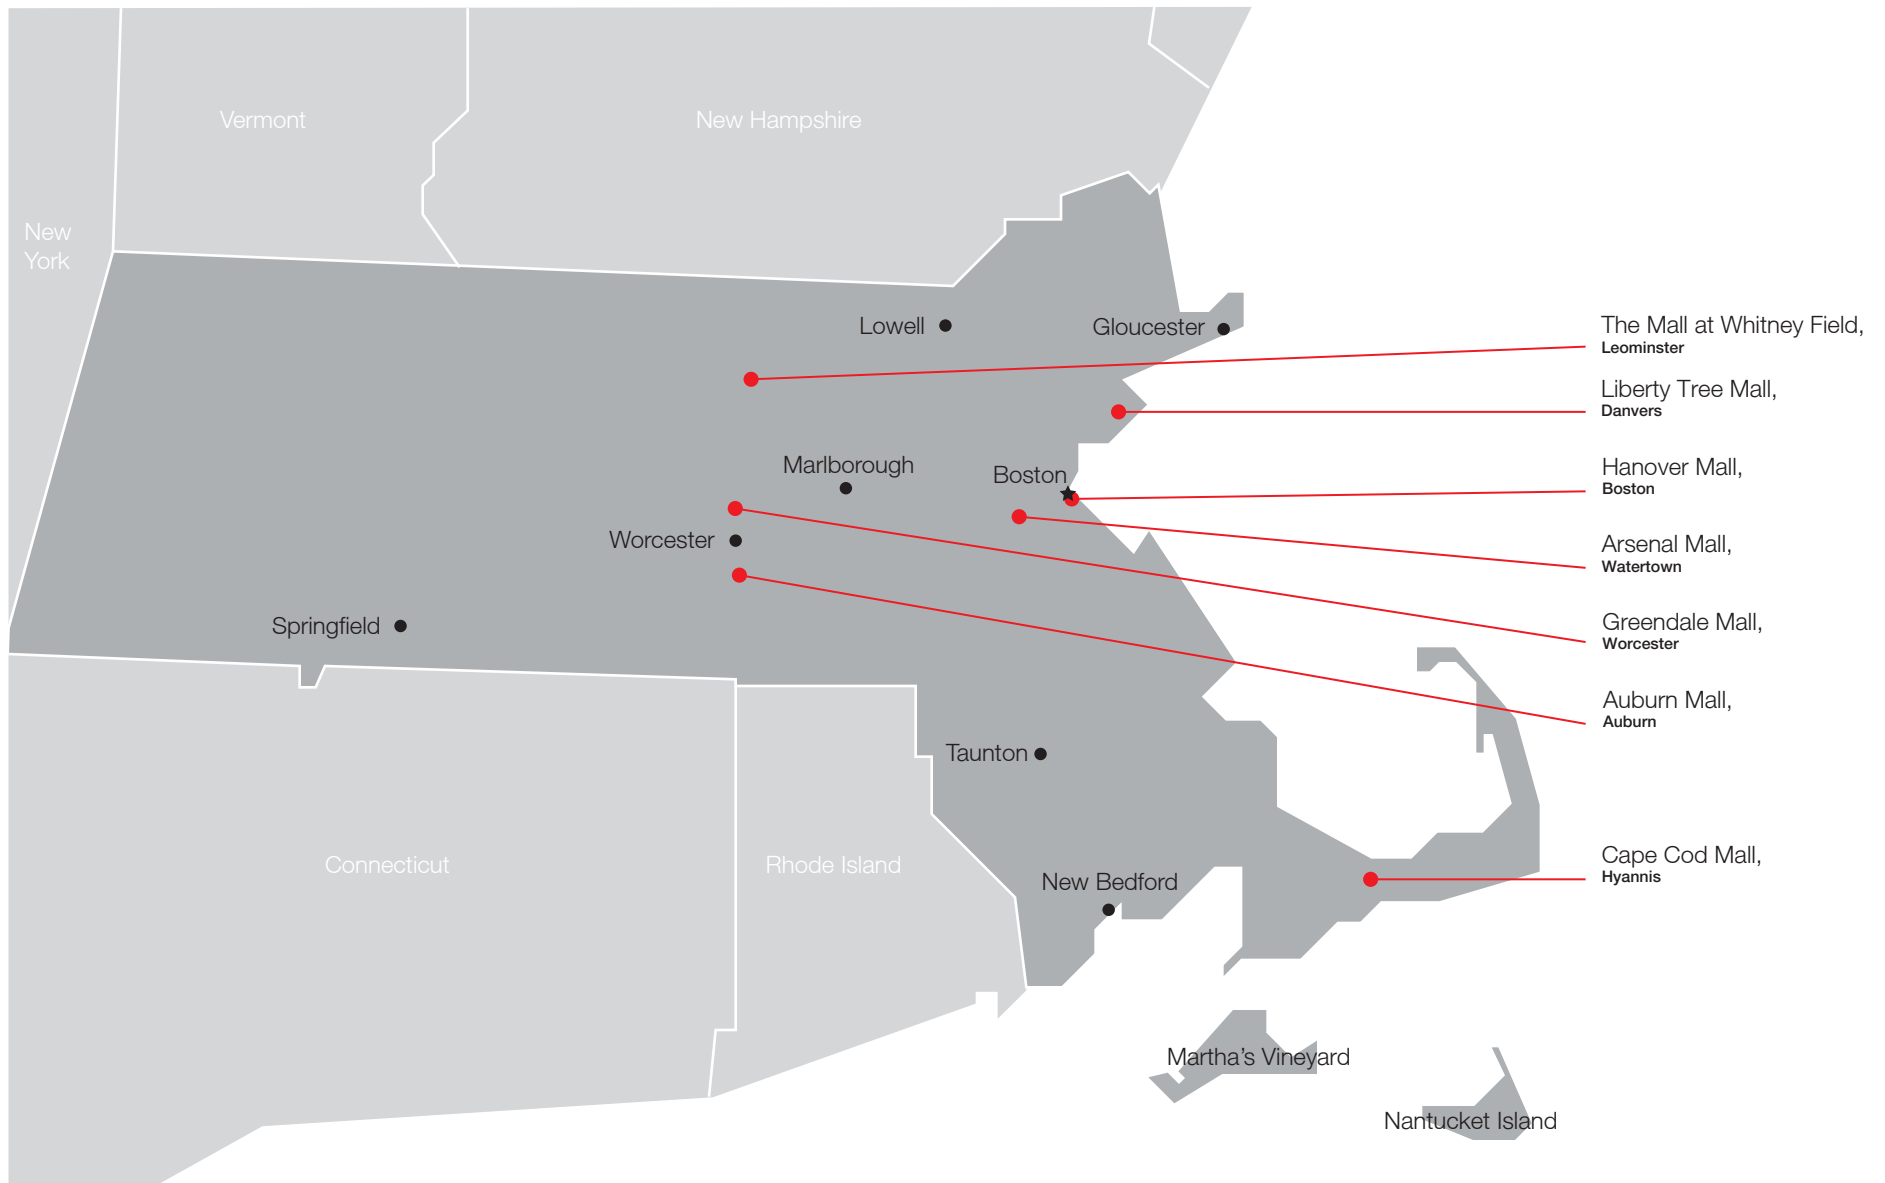 Vermont
New Hampshire
New
York
Lowell
Gloucester
The Mall at Whitney Field,
Leominster
Liberty Tree Mall,
Danvers
Marlborough
Boston
Hanover Mall,
Boston
Worcester
Arsenal Mall,
Watertown
Springfield
Greendale Mall,
Worcester
Auburn Mall,
Auburn
Taunton
Connecticut
Rhode Island
New Bedford
Cape Cod Mall,
Hyannis
Martha’s Vineyard
Nantucket Island